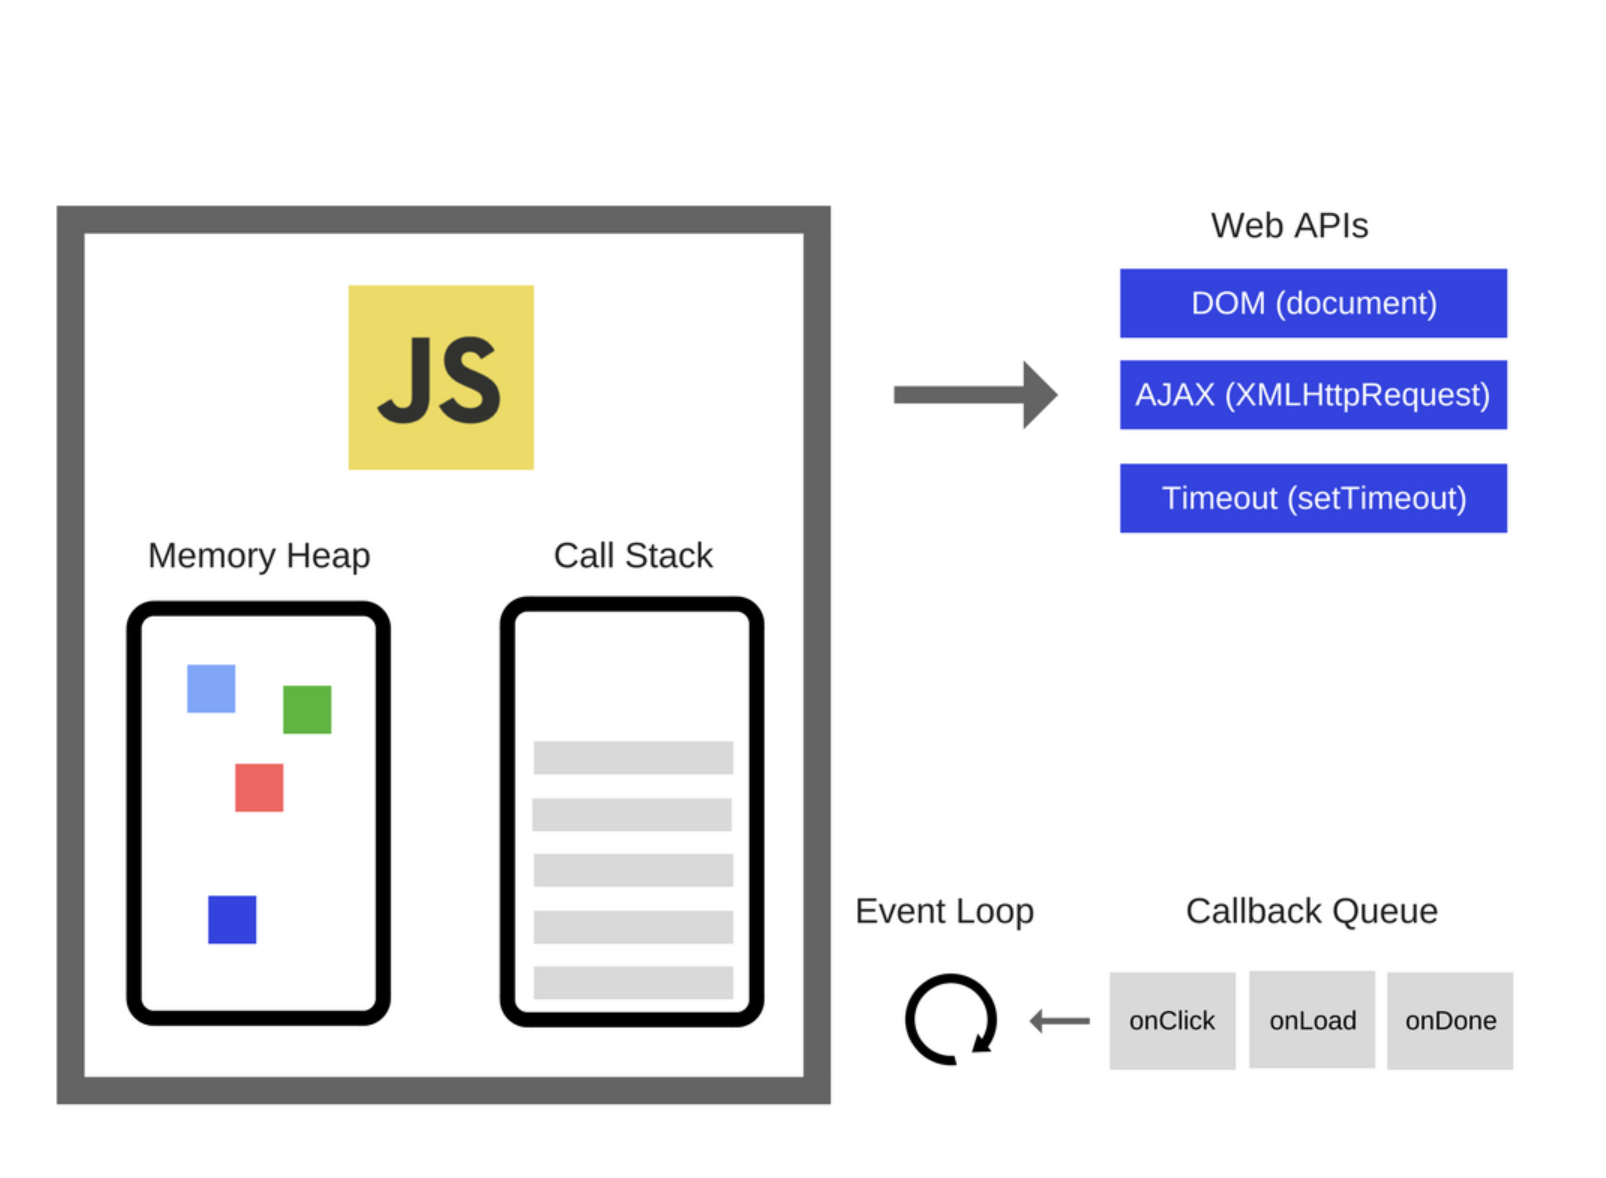 Web APIs
DOM (document)
JS
AJAX (XMLHttpRequest)
Timeout (setTimeout)
Memory Heap
Call Stack
Event Loop
Callback Queue
onClick
onLoad
onDone